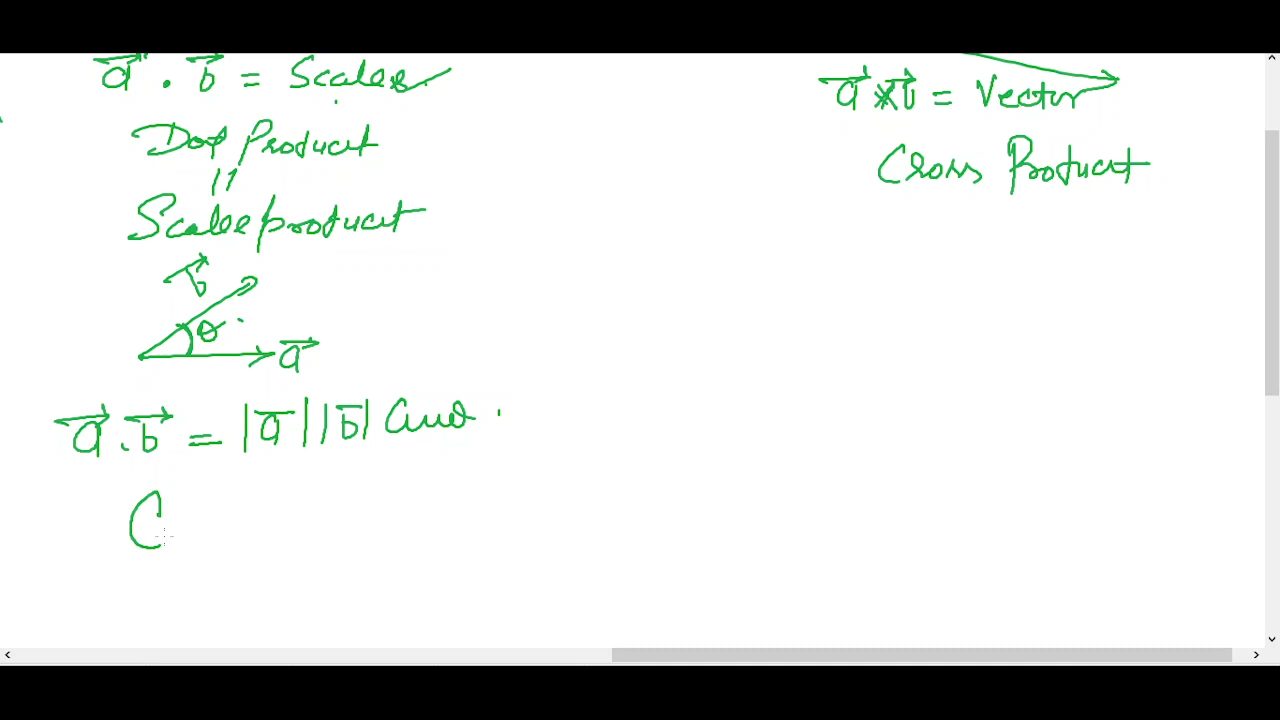 a⃗ . b⃗ = Scalar
Dot Product
||
Scalar product
b⃗
θ
a⃗
a⃗ . b⃗ = |a̅| |b̅| Cosθ
C
a⃗ × b⃗ = Vector
Cross Product